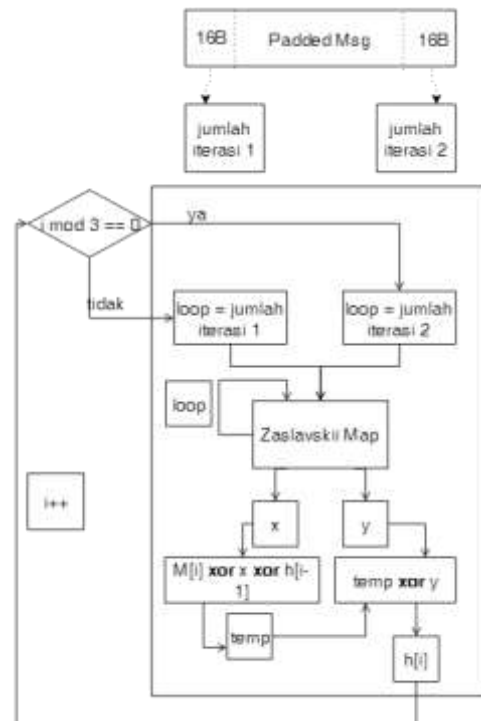 16B Padded Msg 16B
jumlah
iterasi 1
jumlah
iterasi 2
i mod 3 == 0
ya
tidak
loop = jumlah
iterasi 1
loop = jumlah
iterasi 2
loop
Zaslavskii Map
i++
x
y
M[i] xor x xor h[i-
1]
temp xor y
temp
h[i]